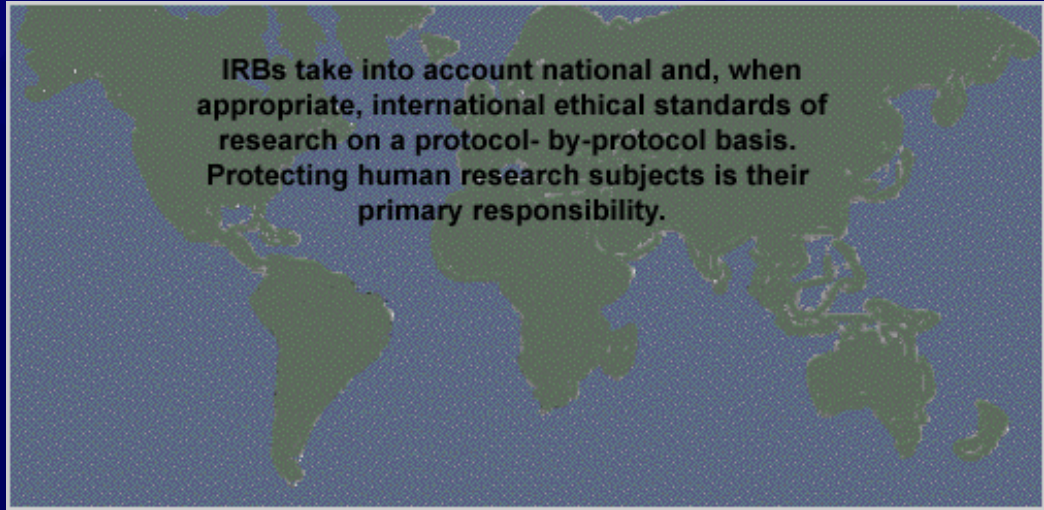 IRBs take into account national and, when
appropriate, international ethical standards of
research on a protocol- by-protocol basis.
Protecting human research subjects is their
primary responsibility.